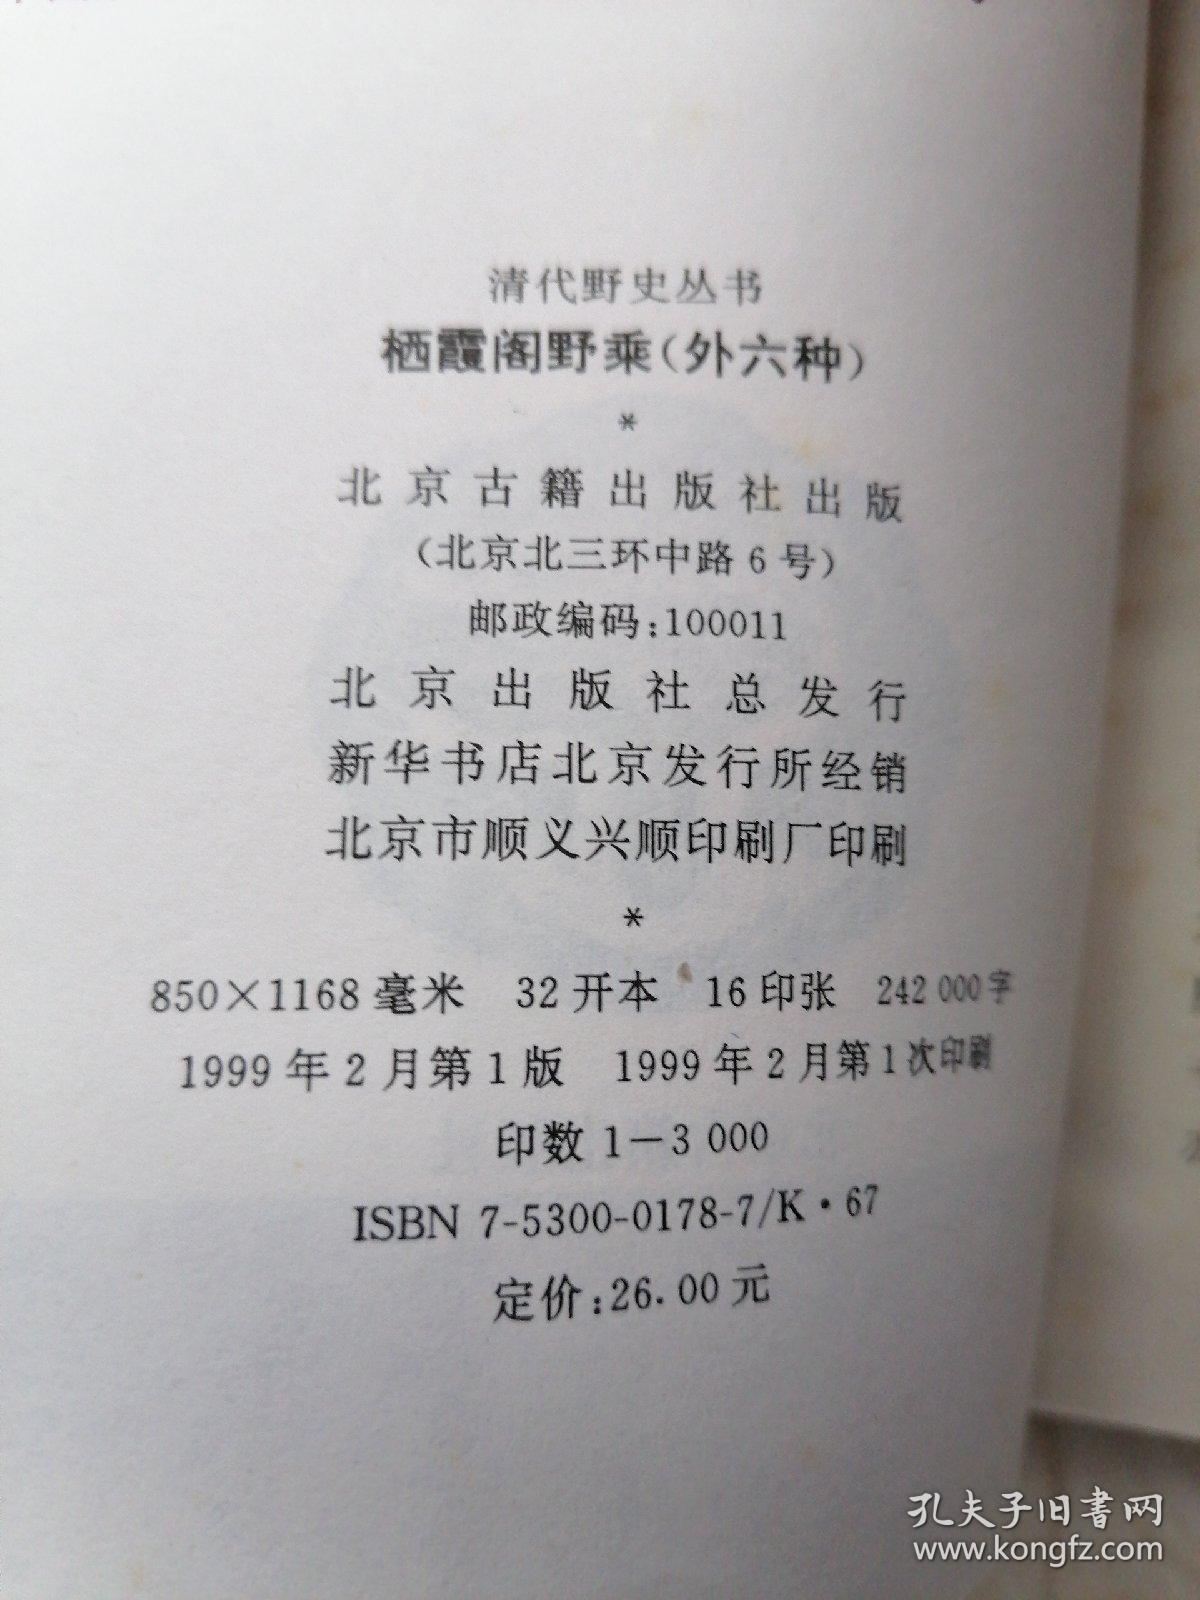 清代野史丛书
栖霞阁野乘(外六种)
*
北京古籍出版社出版
(北京北三环中路6号)
邮政编码:100011
北京出版社总发行
新华书店北京发行所经销
北京市顺义兴顺印刷厂印刷
*
850×1168毫米 32开本 16印张 242 000字
1999年2月第1版 1999年2月第1次印刷
印数1—3 000
ISBN 7-5300-0178-7/K·67
定价:26.00元
孔夫子旧书网
www.kongfz.com